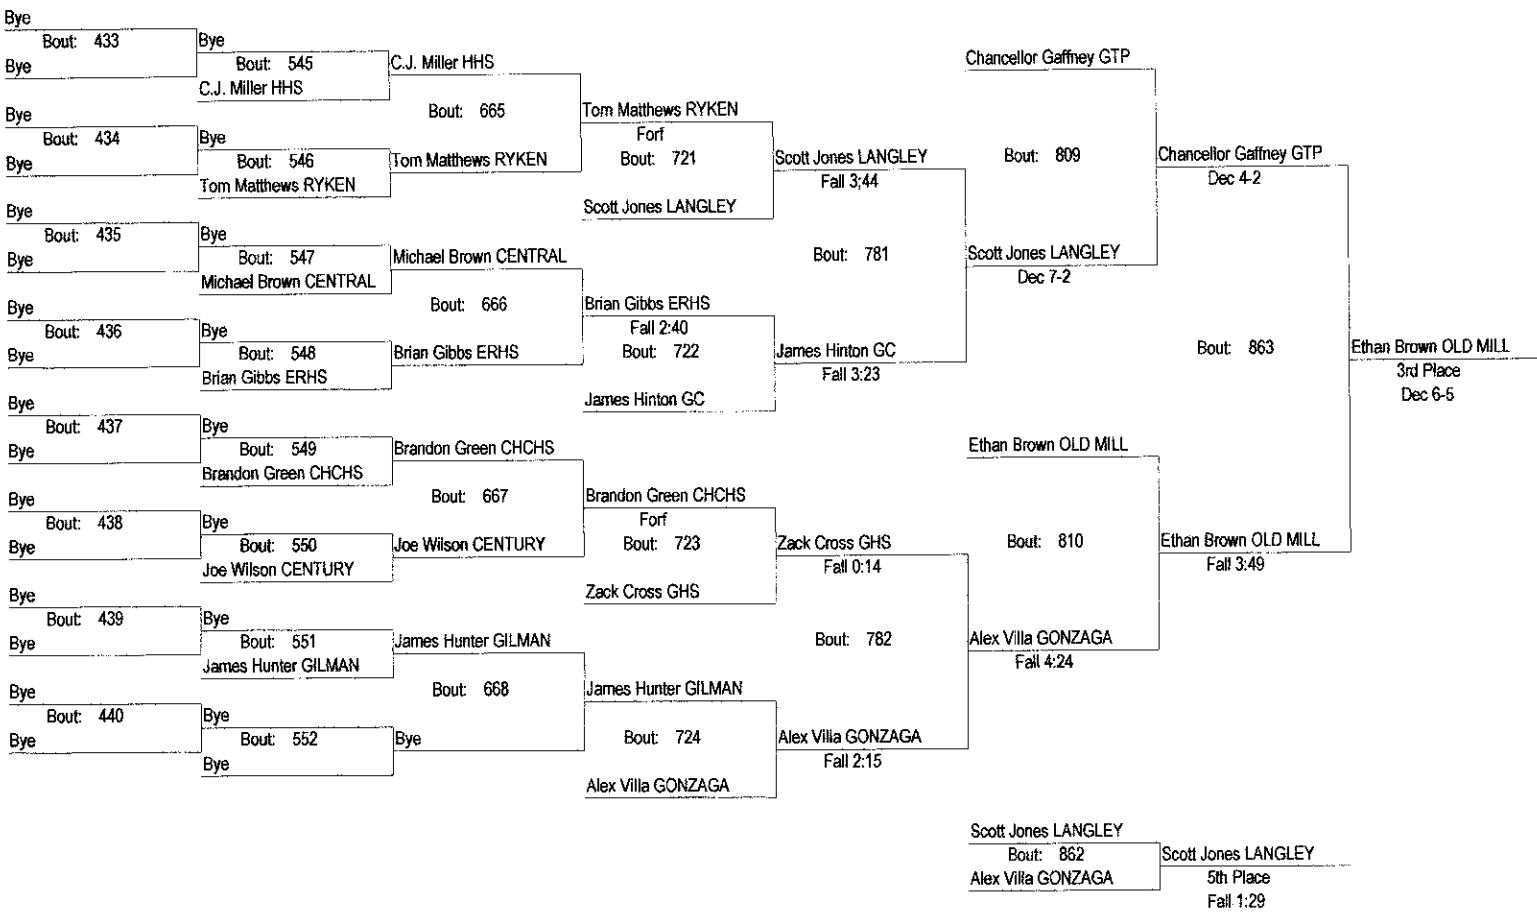 Bye
Bout: 433
Bye
Bye
Bout: 545
C.J. Miller HHS
Bye
Bout: 434
Bye
Bye
Bout: 546
Tom Matthews RYKEN
C.J. Miller HHS
Bout: 665
Tom Matthews RYKEN
Bye
Bout: 435
Bye
Bye
Bout: 547
Michael Brown CENTRAL
Bye
Bout: 436
Bye
Bye
Bout: 548
Brian Gibbs ERHS
Michael Brown CENTRAL
Bout: 666
Brian Gibbs ERHS
Bye
Bout: 437
Bye
Bye
Bout: 549
Brandon Green CHCHS
Bye
Bout: 438
Bye
Bye
Bout: 550
Joe Wilson CENTURY
Brandon Green CHCHS
Bout: 667
Joe Wilson CENTURY
Bye
Bout: 439
Bye
Bye
Bout: 551
James Hunter GILMAN
Bye
Bout: 440
Bye
Bye
Bout: 552
Bye
James Hunter GILMAN
Bout: 668
Bye
Tom Matthews RYKEN
Forf
Bout: 721
Scott Jones LANGLEY
Brian Gibbs ERHS
Fall 2:40
Bout: 722
James Hinton GC
Brandon Green CHCHS
Forf
Bout: 723
Zack Cross GHS
James Hunter GILMAN
Bout: 724
Alex Villa GONZAGA
Scott Jones LANGLEY
Fall 3;44
Bout: 781
James Hinton GC
Fall 3:23
Zack Cross GHS
Fall 0:14
Bout: 782
Alex Villa GONZAGA
Fall 2:15
Chancellor Gaffney GTP
Bout: 809
Scott Jones LANGLEY
Dec 7-2
Ethan Brown OLD MILL
Bout: 810
Alex Villa GONZAGA
Fall 4:24
Chancellor Gaffney GTP
Dec 4-2
Bout: 863
Ethan Brown OLD MILL
Fall 3:49
Ethan Brown OLD MILL
3rd Place
Dec 6-5
Scott Jones LANGLEY
Bout: 862
Alex Villa GONZAGA
Scott Jones LANGLEY
5th Place
Fall 1:29